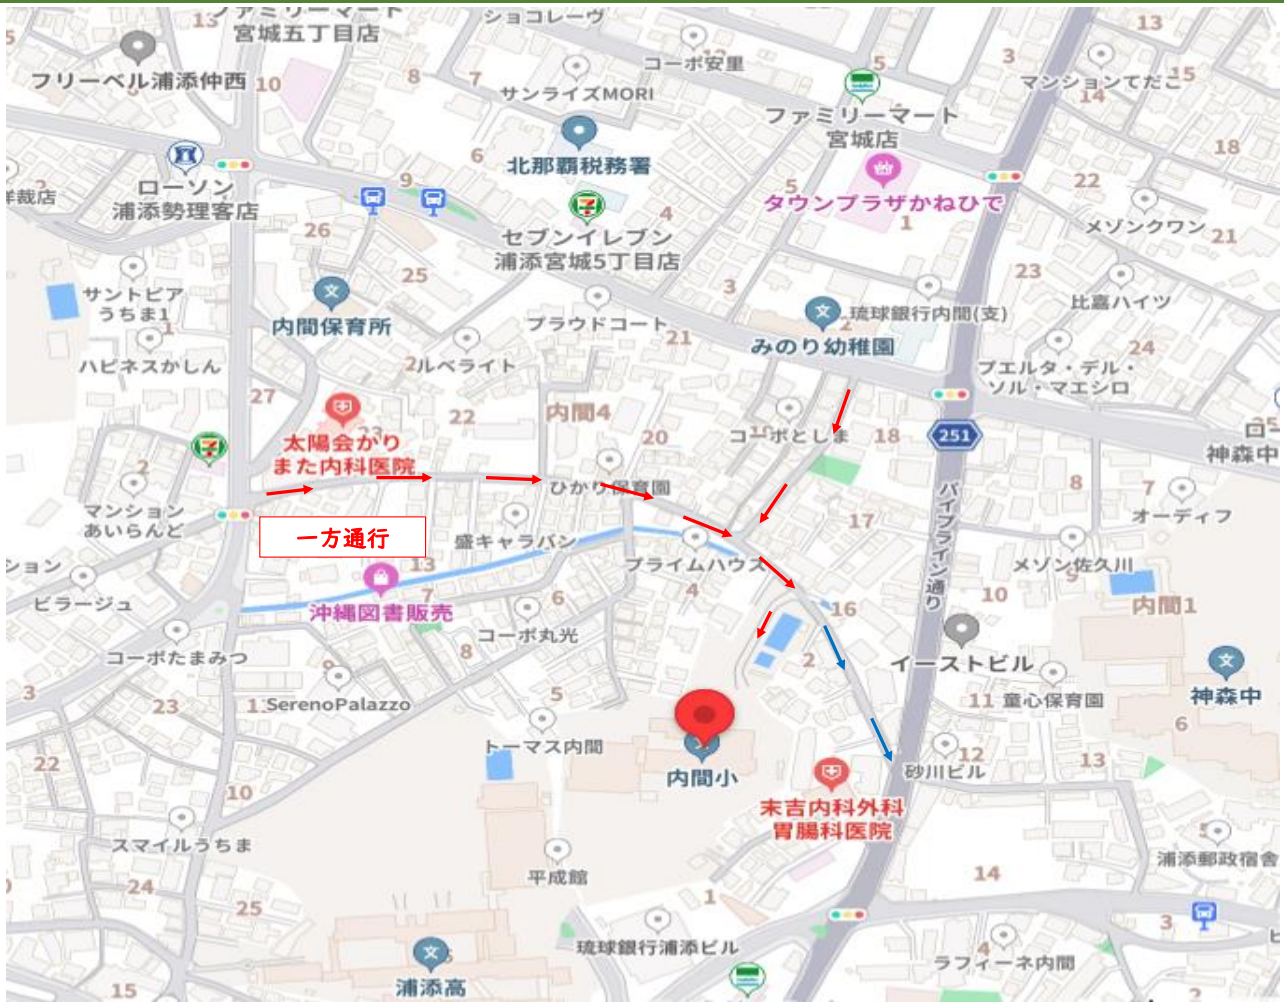 ファミリーマート
宮城五丁目店
13
フリーベル浦添仲西
10
8
7
ショコレーヴ
コーポ安里
サンライズMORI
5
3
13
マンションてだこ
15
14
ファミリーマート
宮城店
1
18
ローソン
浦添勢理客店
9
6
北那覇税務署
タウンプラザかねひで
5
1
22
メゾンクワン
21
洋裁店
26
25
セブンイレブン
浦添宮城5丁目店
4
3
23
サントピア
うちま1
1
内間保育所
プラウドコート
21
2
琉球銀行内間(支)
みのり幼稚園
比嘉ハイツ
24
ハピネスかしん
ルベライト
プエルタ・デル・
ソル・マエシロ
27
22
内間4
20
コーポとしま
18
251
神森中
太陽会かり
また内科医院
23
2
ひかり保育園
パイプライン通り
8
7
オーディフ
マンション
あいらんど
一方通行
盛キャラバン
17
プライムハウス
メゾン佐久川
9
13
7
沖縄図書販売
ビラージュ
6
4
16
10
内間1
コーポ丸光
コーポたまみつ
8
9
2
イーストビル
3
23
11
SerenoPalazzo
5
11
童心保育園
神森中
6
トーマス内間
内間小
12
砂川ビル
13
22
10
末吉内科外科
胃腸科医院
スマイルうちま
平成館
5
浦添郵政宿舎
24
25
1
14
3
琉球銀行浦添ビル
4
ラフィーネ内間
浦添高
15
2